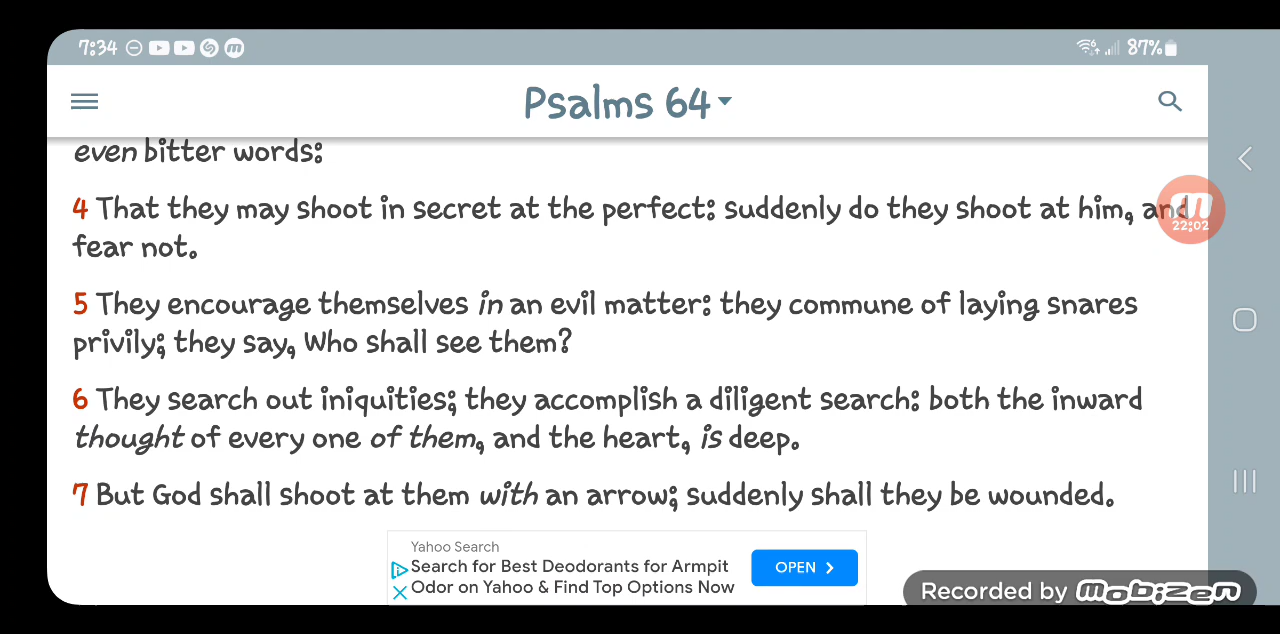 7:34 87%
Psalms 64
even bitter words:
4 That they may shoot in secret at the perfect: suddenly do they shoot at him, and
fear not.
22:02
5 They encourage themselves in an evil matter: they commune of laying snares
privily; they say, Who shall see them?
6 They search out iniquities; they accomplish a diligent search: both the inward
thought of every one of them, and the heart, is deep.
7 But God shall shoot at them with an arrow; suddenly shall they be wounded.
Yahoo Search
Search for Best Deodorants for Armpit
Odor on Yahoo & Find Top Options Now
OPEN
Recorded by mobizen